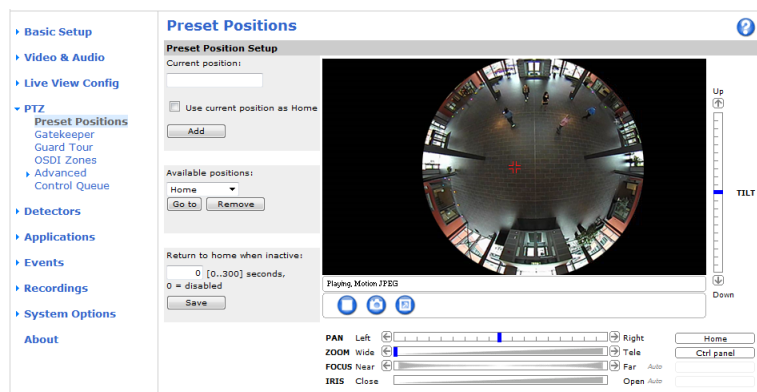 Basic Setup
Video & Audio
Live View Config
PTZ
Preset Positions
Gatekeeper
Guard Tour
OSDI Zones
Advanced
Control Queue
Detectors
Applications
Events
Recordings
System Options
About
Preset Positions
?
Preset Position Setup
Current position:
Use current position as Home
Add
Available positions:
Home
Go to Remove
Return to home when inactive:
0 [0..300] seconds,
0 = disabled
Save
Playing, Motion JPEG
Up
TILT
Down
PAN Left Right Home
ZOOM Wide Tele Ctrl panel
FOCUS Near Far Auto
IRIS Close Open Auto